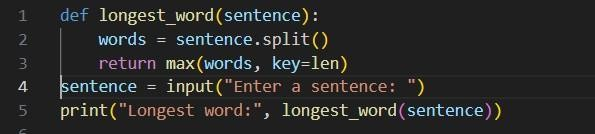 1 def longest_word(sentence):
2 words = sentence.split()
3 return max(words, key=len)
4 sentence = input("Enter a sentence: ")
5 print("Longest word:", longest_word(sentence))
6